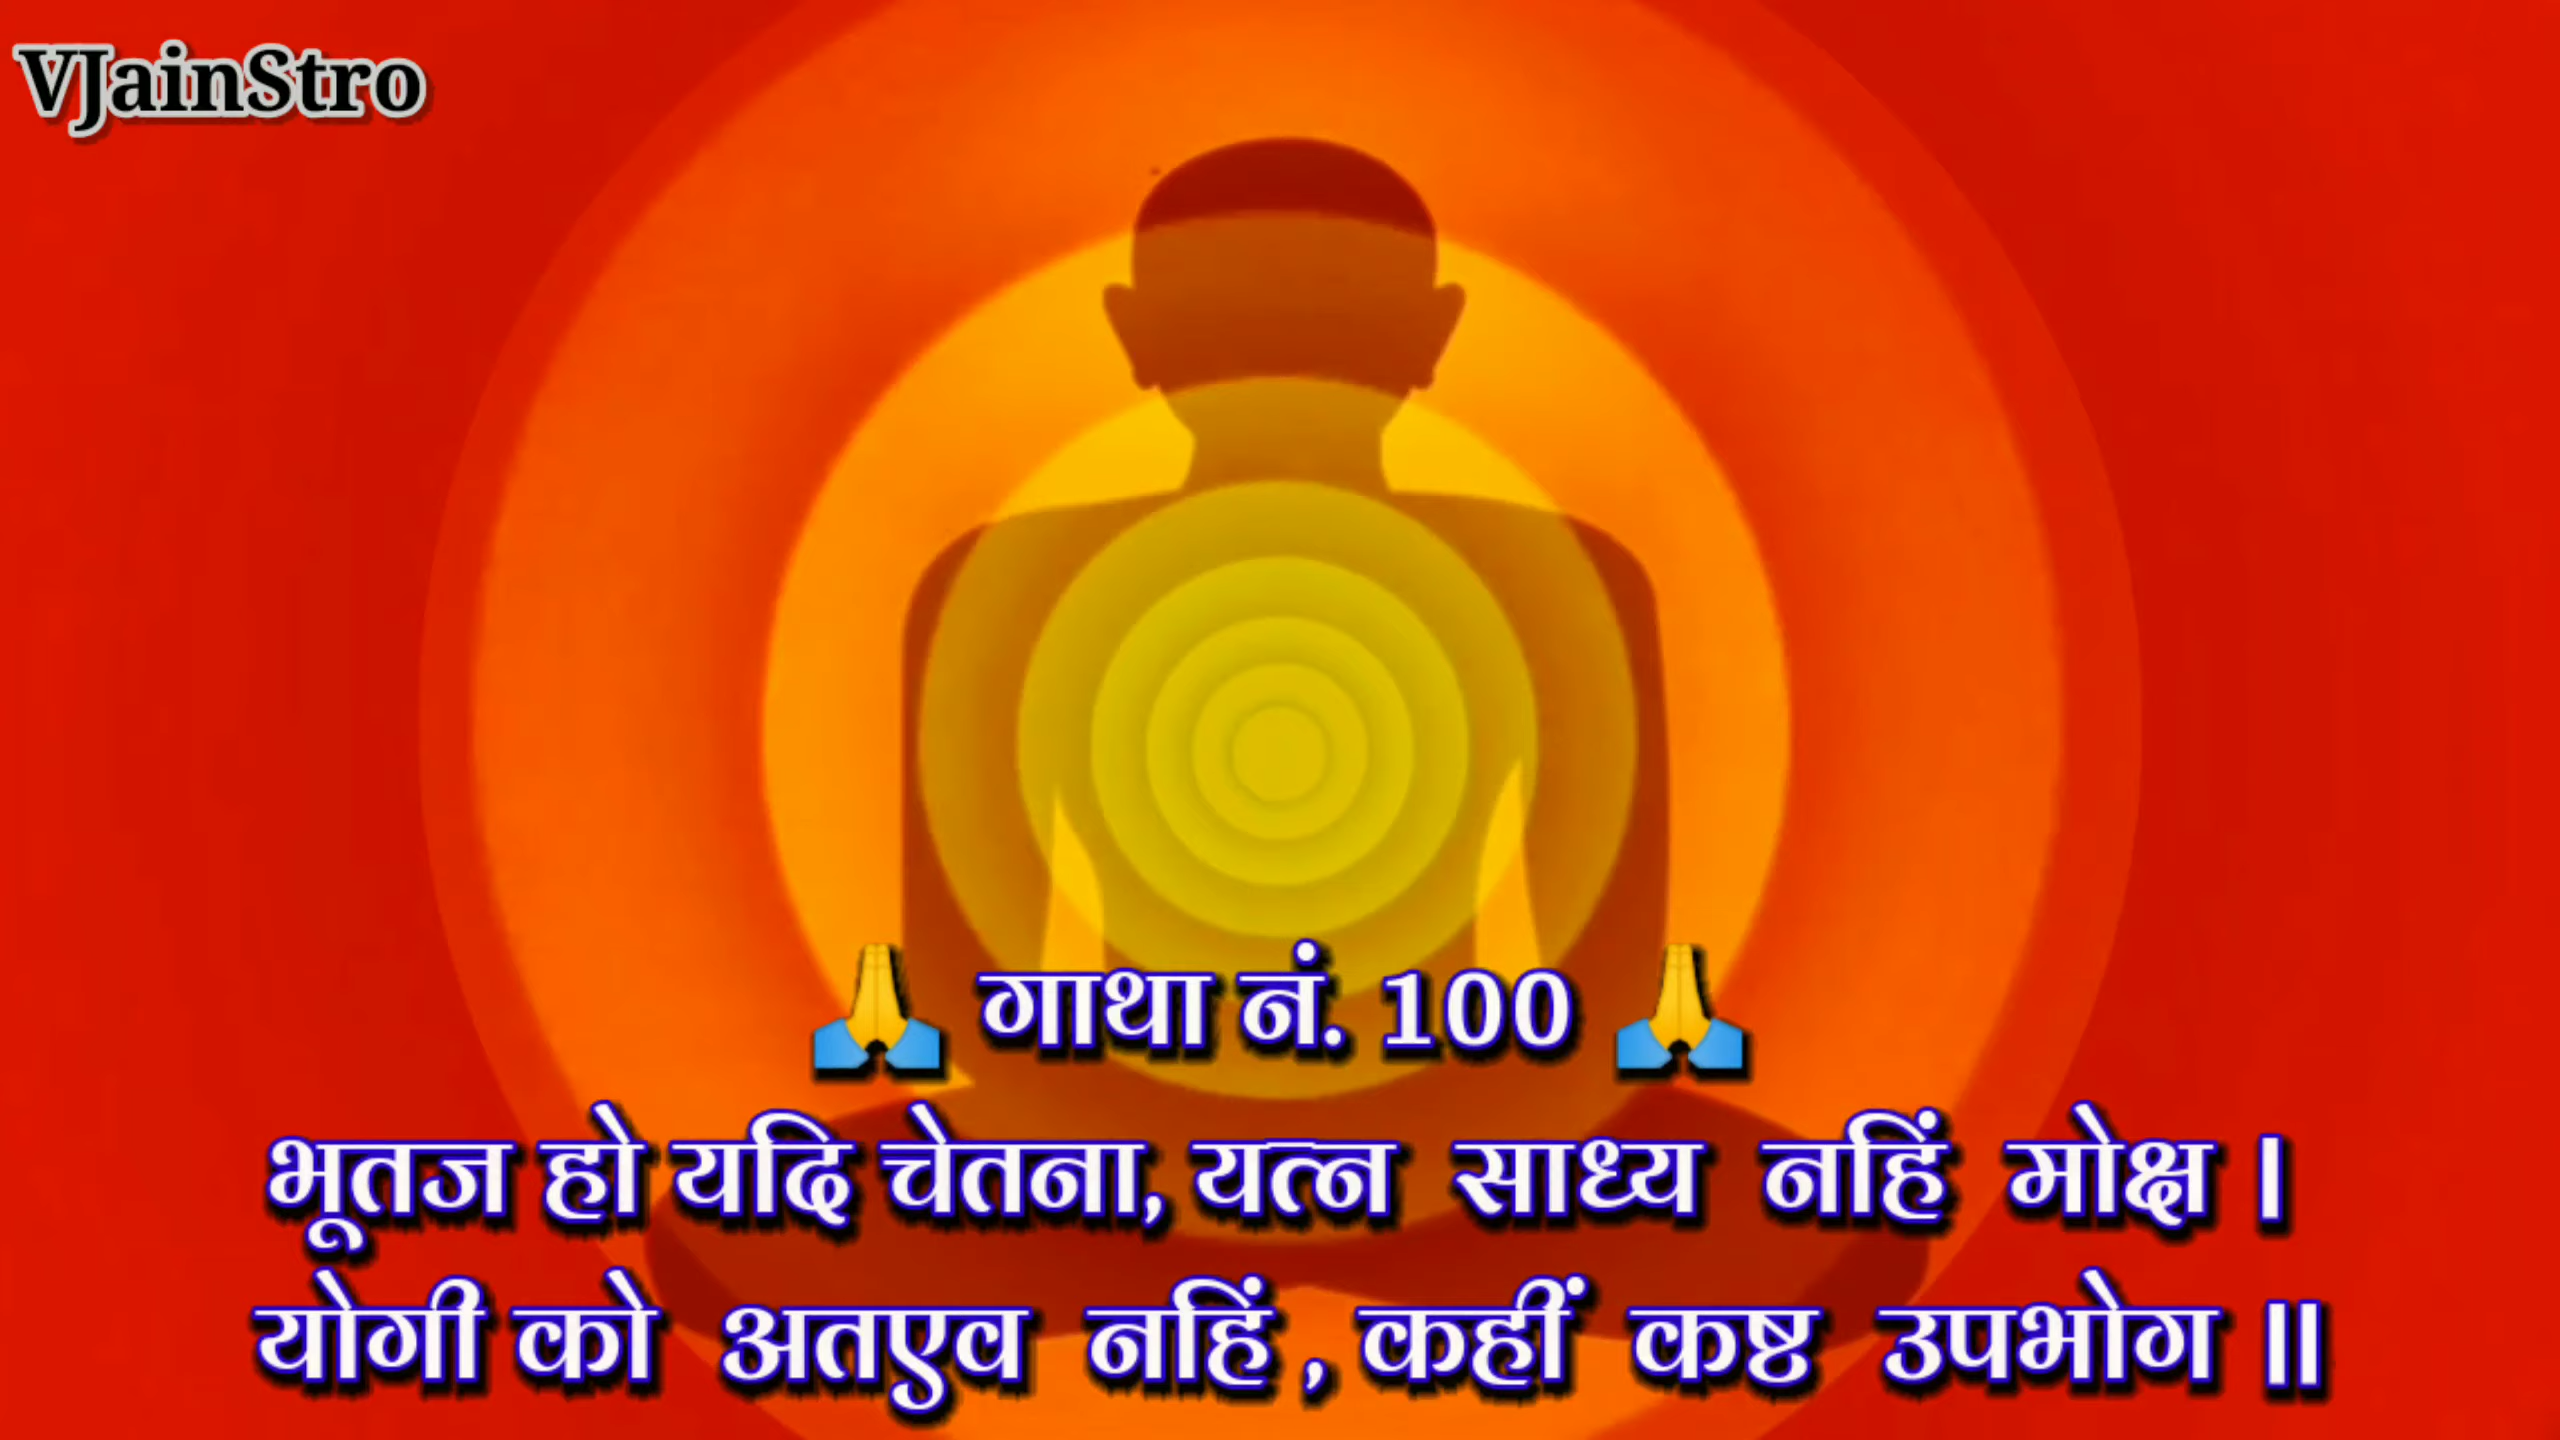 VJainStro
🙏 गाथा नं. 100 🙏
भूतज हो यदि चेतना, यत्न साध्य नहिं मोक्ष ।
योगी को अतएव नहिं , कहीं कष्ट उपभोग ॥